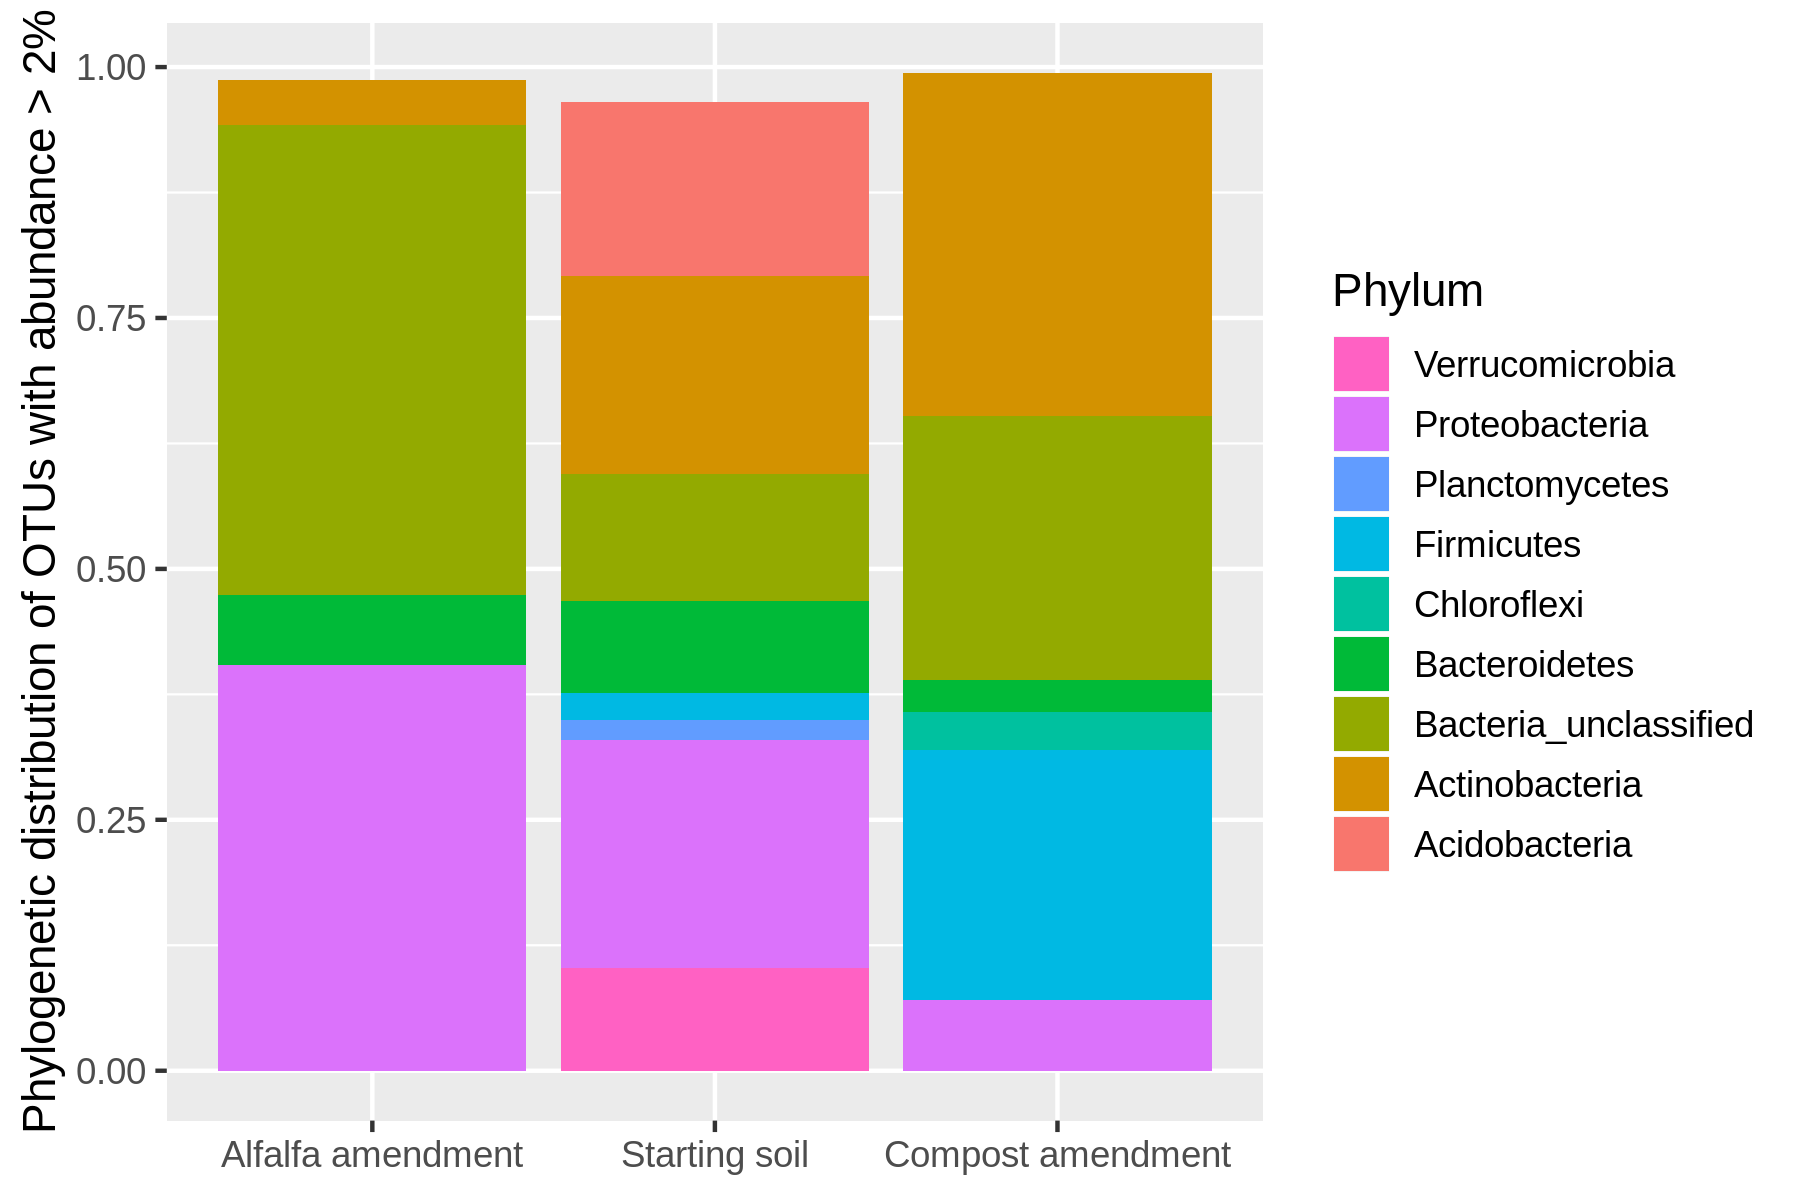 Phylogenetic distribution of OTUs with abundance > 2%
1.00
0.75
0.50
0.25
0.00
Alfalfa amendment
Starting soil
Compost amendment
Phylum
Verrucomicrobia
Proteobacteria
Planctomycetes
Firmicutes
Chloroflexi
Bacteroidetes
Bacteria_unclassified
Actinobacteria
Acidobacteria